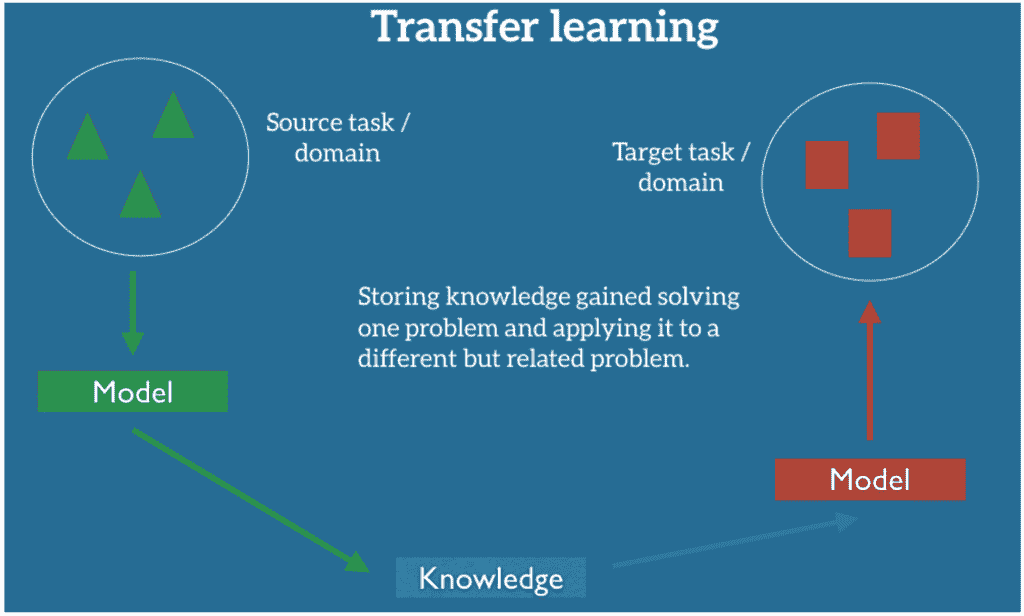 Transfer learning
Source task /
domain
Target task /
domain
Storing knowledge gained solving
one problem and applying it to a
different but related problem.
Model
Model
Knowledge